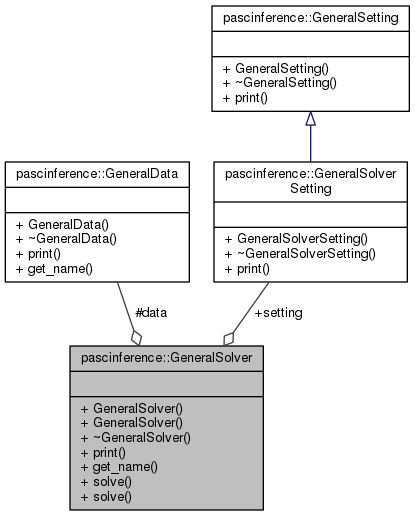 pascinference::GeneralSetting
+ GeneralSetting()
+ ~GeneralSetting()
+ print()
pascinference::GeneralData
+ GeneralData()
+ ~GeneralData()
+ print()
+ get_name()
pascinference::GeneralSolver
Setting
+ GeneralSolverSetting()
+ ~GeneralSolverSetting()
+ print()
#data
+setting
pascinference::GeneralSolver
+ GeneralSolver()
+ GeneralSolver()
+ ~GeneralSolver()
+ print()
+ get_name()
+ solve()
+ solve()